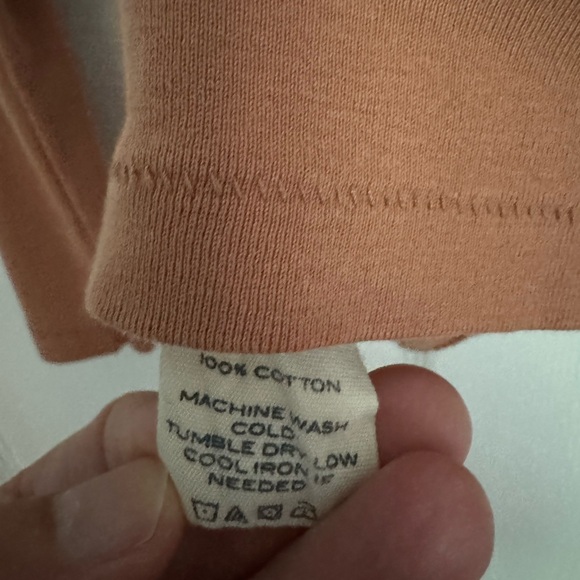 100% COTTON
MACHINE WASH
COLD
TUMBLE DRY LOW
COOL IRON IF
NEEDED